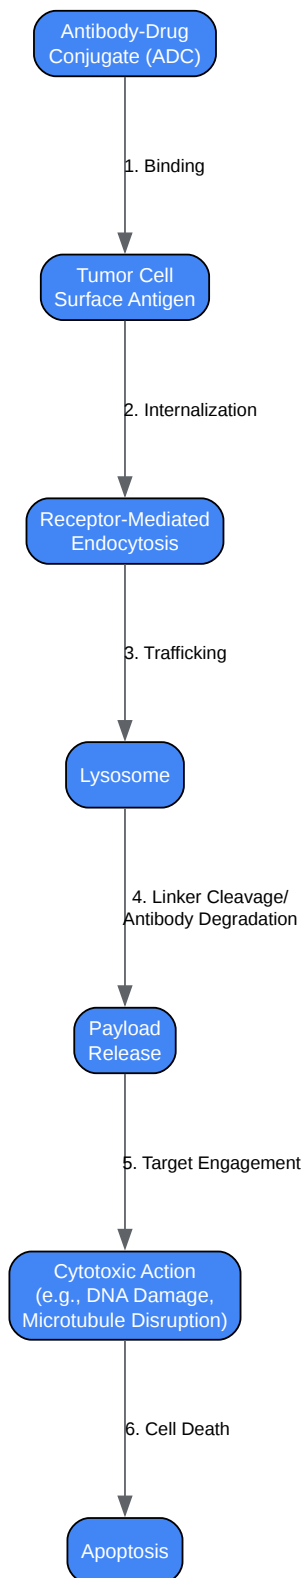 Antibody-Drug
Conjugate (ADC)
1. Binding
Tumor Cell
Surface Antigen
2. Internalization
Receptor-Mediated
Endocytosis
3. Trafficking
Lysosome
4. Linker Cleavage/
Antibody Degradation
Payload
Release
5. Target Engagement
Cytotoxic Action
(e.g., DNA Damage,
Microtubule Disruption)
6. Cell Death
Apoptosis